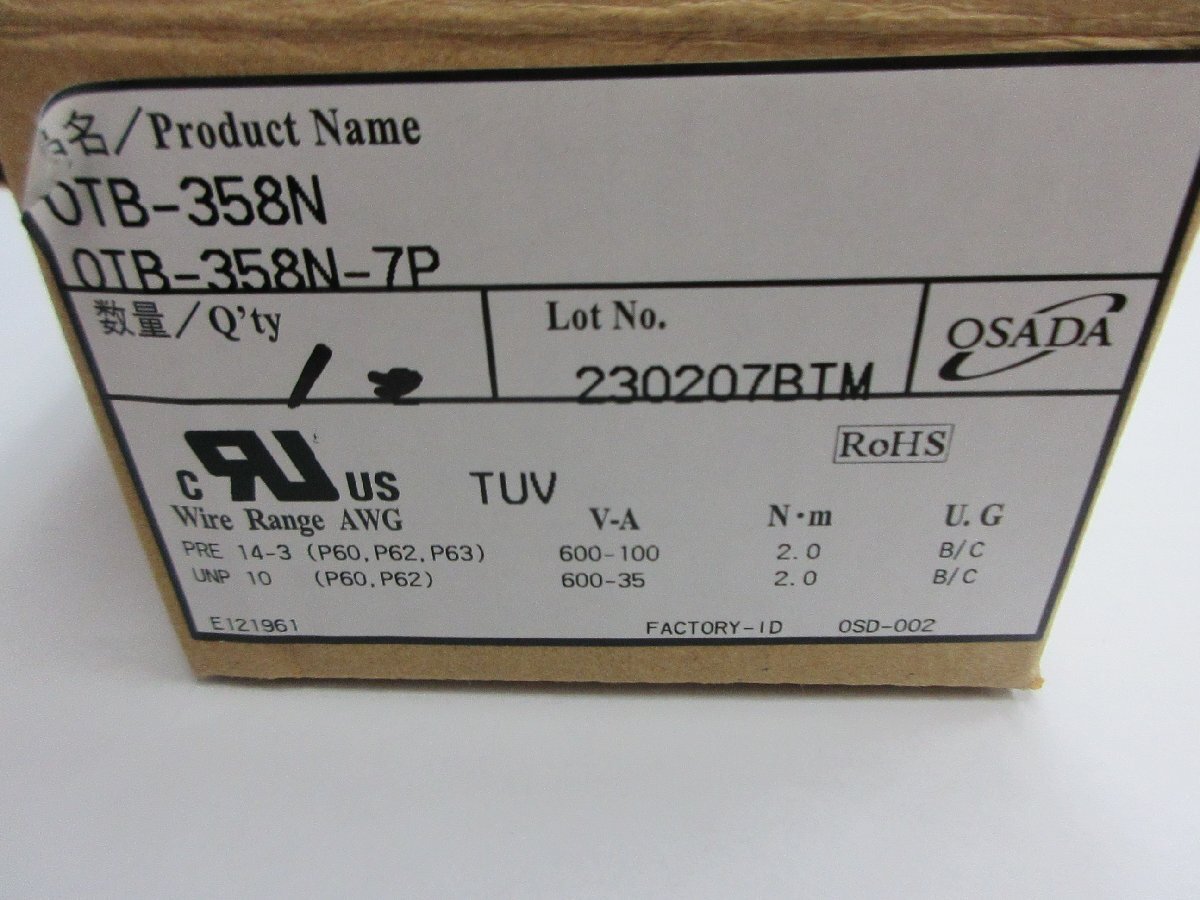 名/Product Name
OTB-358N
OTB-358N-7P
数量/Q'ty
Lot No.
230207BTM
OSADA
RoHS
C RU US TUV
Wire Range AWG V-A N·m U.G
PRE 14-3 (P60,P62,P63) 600-100 2.0 B/C
UNP 10 (P60,P62) 600-35 2.0 B/C
E121961 FACTORY-ID OSD-002